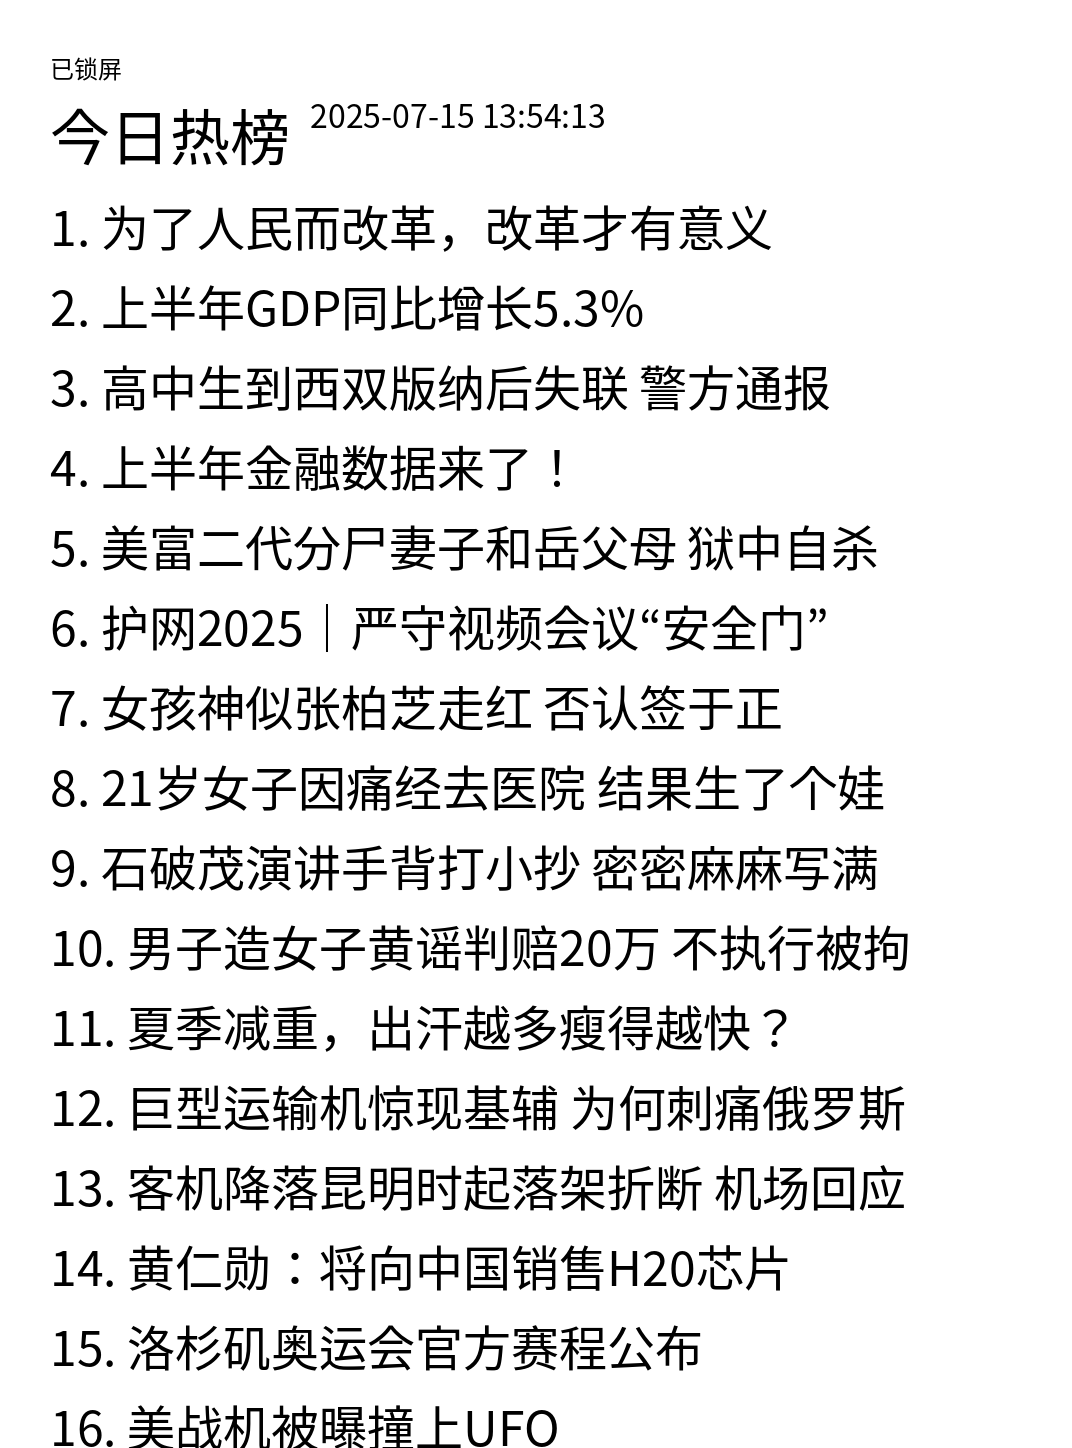 已锁屏
今日热榜 2025-07-15 13:54:13
1. 为了人民而改革，改革才有意义
2. 上半年GDP同比增长5.3%
3. 高中生到西双版纳后失联 警方通报
4. 上半年金融数据来了！
5. 美富二代分尸妻子和岳父母 狱中自杀
6. 护网2025｜严守视频会议“安全门”
7. 女孩神似张柏芝走红 否认签于正
8. 21岁女子因痛经去医院 结果生了个娃
9. 石破茂演讲手背打小抄 密密麻麻写满
10. 男子造女子黄谣判赔20万 不执行被拘
11. 夏季减重，出汗越多瘦得越快？
12. 巨型运输机惊现基辅 为何刺痛俄罗斯
13. 客机降落昆明时起落架折断 机场回应
14. 黄仁勋：将向中国销售H20芯片
15. 洛杉矶奥运会官方赛程公布
16. 美战机被曝撞上UFO